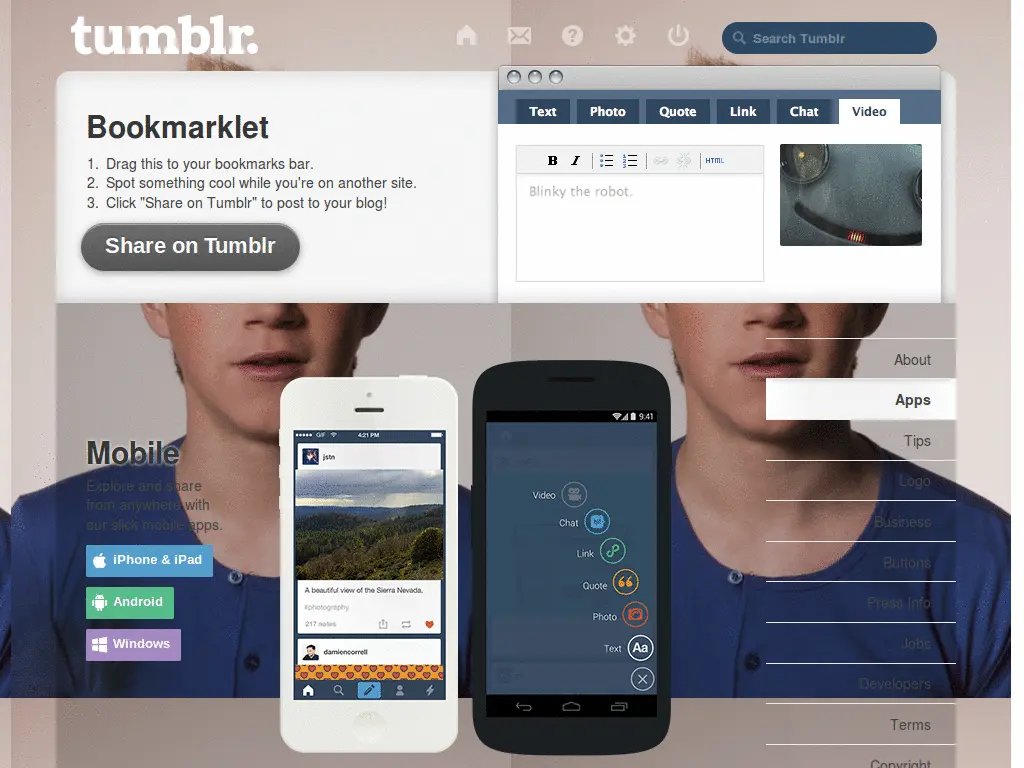 tumblr.
Search Tumblr
Bookmarklet
1. Drag this to your bookmarks bar.
2. Spot something cool while you're on another site.
3. Click "Share on Tumblr" to post to your blog!
Share on Tumblr
Text Photo Quote Link Chat Video
B I HTML
Blinky the robot.
About
Apps
Tips
Logo
Business
Buttons
Press Info
Jobs
Developers
Terms
Copyright
Mobile
Explore and share
from anywhere with
our slick mobile apps.
iPhone & iPad
Android
Windows
GIF 4:21 PM
jstn
A beautiful view of the Sierra Nevada.
#photography
217 notes
damiencorrell
9:41
Video
Chat
Link
Quote
Photo
Text Aa